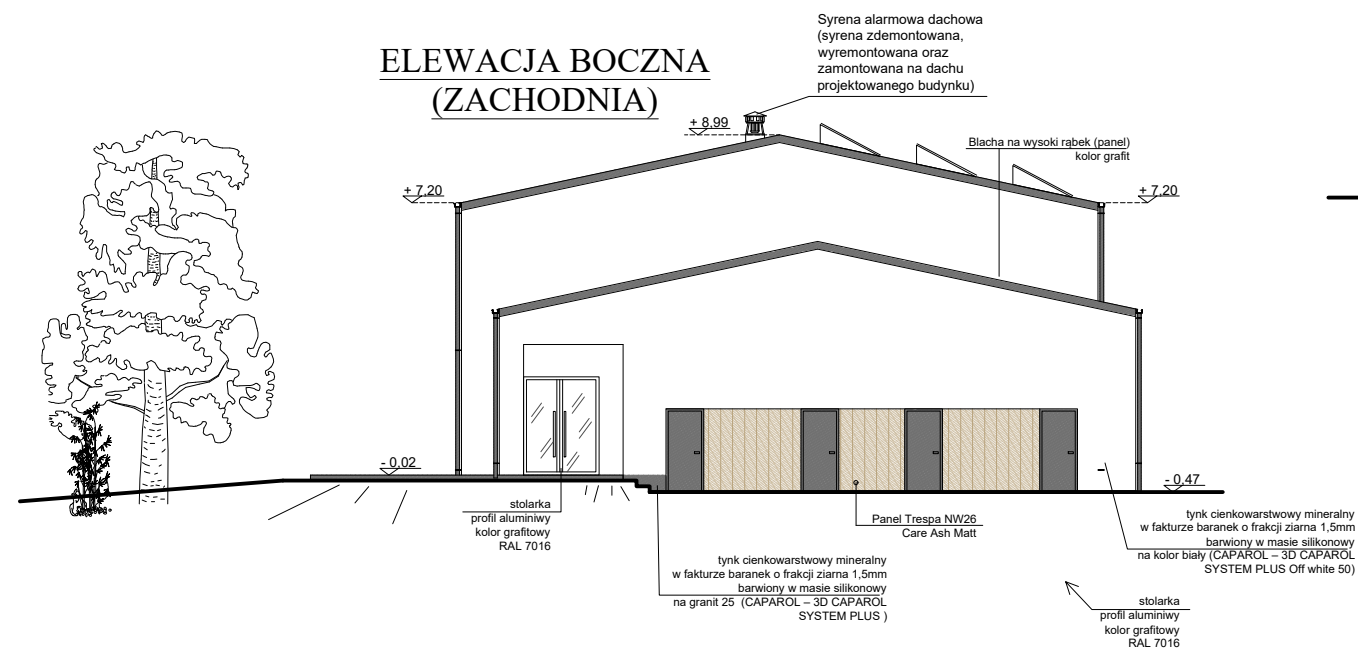 Syrena alarmowa dachowa
(syrena zdemontowana,
wyremontowana oraz
zamontowana na dachu
projektowanego budynku)
ELEWACJA BOCZNA
(ZACHODNIA)
+ 8,99
Blacha na wysoki rąbek (panel)
kolor grafit
+ 7,20
+ 7,20
- 0,02
- 0,47
stolarka
profil aluminiwy
kolor grafitowy
RAL 7016
Panel Trespa NW26
Care Ash Matt
tynk cienkowarstwowy mineralny
w fakturze baranek o frakcji ziarna 1,5mm
barwiony w masie silikonowy
na kolor biały (CAPAROL – 3D CAPAROL
SYSTEM PLUS Off white 50)
tynk cienkowarstwowy mineralny
w fakturze baranek o frakcji ziarna 1,5mm
barwiony w masie silikonowy
na granit 25 (CAPAROL – 3D CAPAROL
SYSTEM PLUS )
stolarka
profil aluminiwy
kolor grafitowy
RAL 7016